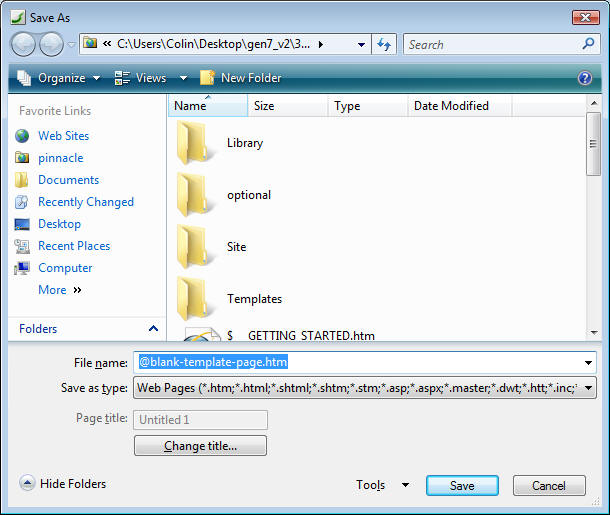 Save As
C:\Users\Colin\Desktop\gen7_v2\3...
Search
Organize
Views
New Folder
Favorite Links
Web Sites
pinnacle
Documents
Recently Changed
Desktop
Recent Places
Computer
More »
Folders
Name
Size
Type
Date Modified
Library
optional
Site
Templates
$__GETTING_STARTED.htm
File name:
@blank-template-page.htm
Save as type:
Web Pages (*.htm;*.html;*.shtml;*.shtm;*.stm;*.asp;*.aspx;*.master;*.dwt;*.htt;*.inc;*
Page title:
Untitled 1
Change title...
Hide Folders
Tools
Save
Cancel